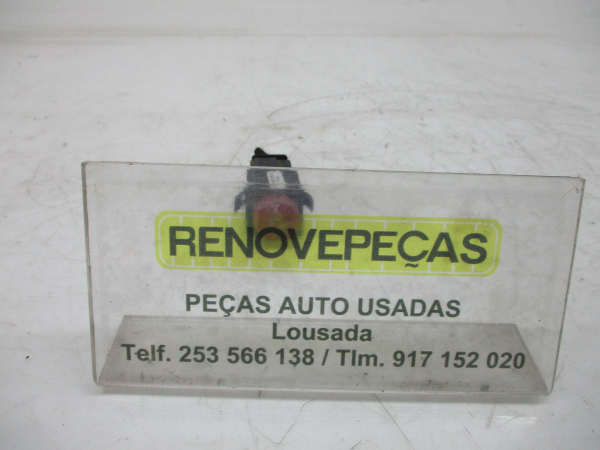 RENOVEPEÇAS
PEÇAS AUTO USADAS
Lousada
Telf. 253 566 138 / Tlm. 917 152 020